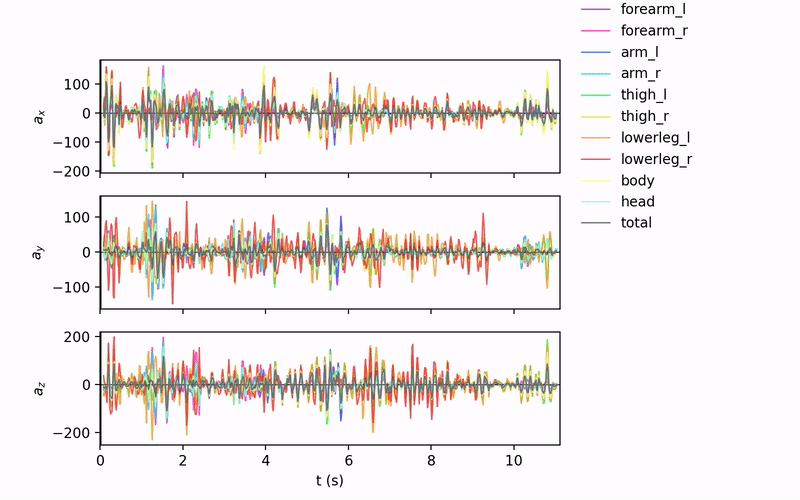 forearm_l
forearm_r
arm_l
arm_r
thigh_l
thigh_r
lowerleg_l
lowerleg_r
body
head
total
100
0
−100
−200
a_x
100
0
−100
a_y
200
0
−200
a_z
0 2 4 6 8 10
t (s)